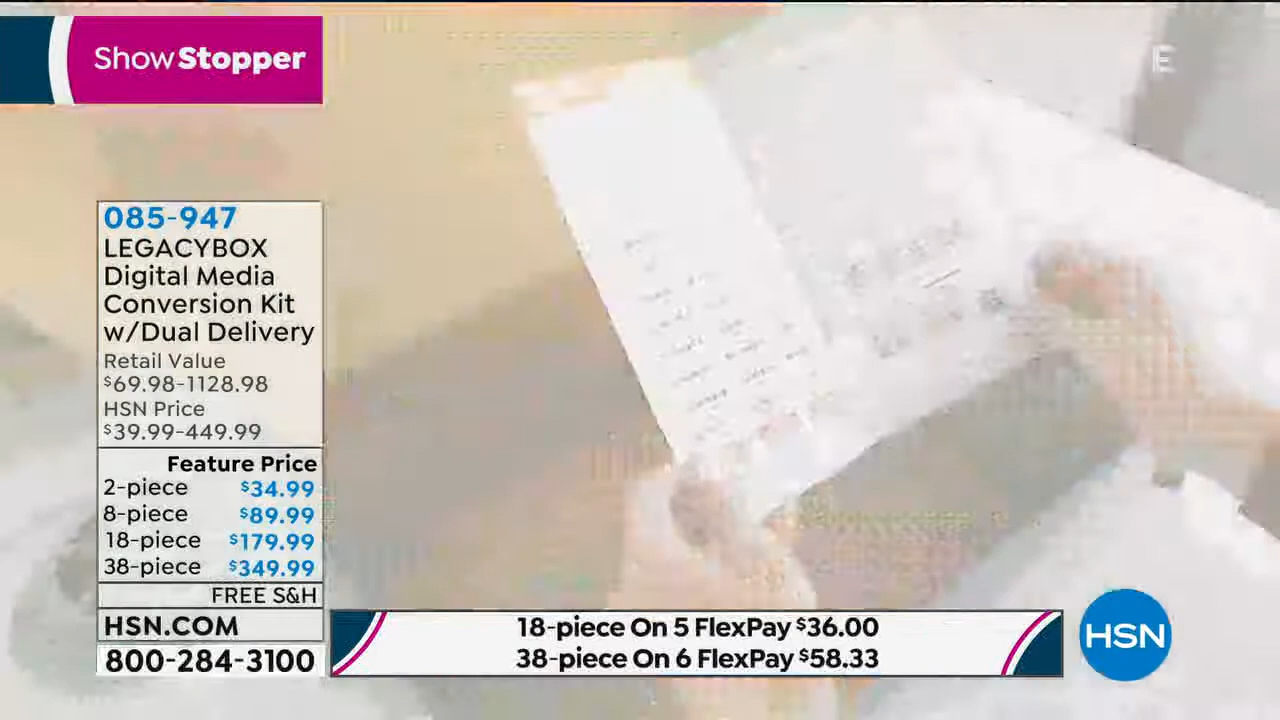 ShowStopper
E
085-947
LEGACYBOX
Digital Media
Conversion Kit
w/Dual Delivery
Retail Value
$69.98-1128.98
HSN Price
$39.99-449.99
Feature Price
2-piece $34.99
8-piece $89.99
18-piece $179.99
38-piece $349.99
FREE S&H
HSN.COM
800-284-3100
18-piece On 5 FlexPay $36.00
38-piece On 6 FlexPay $58.33
HSN